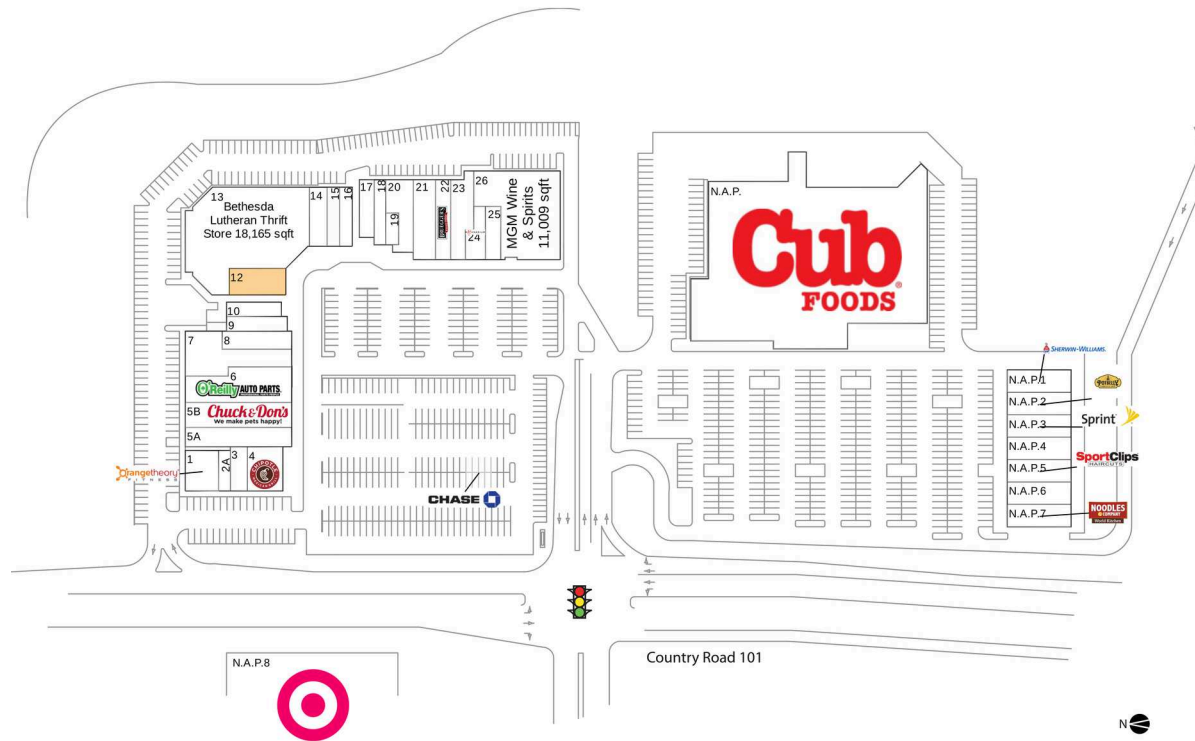 13
Bethesda
Lutheran Thrift
Store 18,165 sqft
14
15
16
17
18
20
19
21
22
23
26
24
25
MGM Wine
& Spirits
11,009 sqft
N.A.P.
Cub
FOODS
12
10
9
7
8
6
O'Reilly AUTO PARTS
5B
Chuck & Don's
We make pets happy!
5A
1
2A
3
4
CHIPOTLE
Orangetheory
FITNESS
CHASE
SHERWIN-WILLIAMS.
N.A.P.1
POTBELLY
N.A.P.2
N.A.P.3
Sprint
N.A.P.4
N.A.P.5
SportClips
HAIRCUTS
N.A.P.6
N.A.P.7
NOODLES
& COMPANY
World Kitchen
Country Road 101
N.A.P.8
N